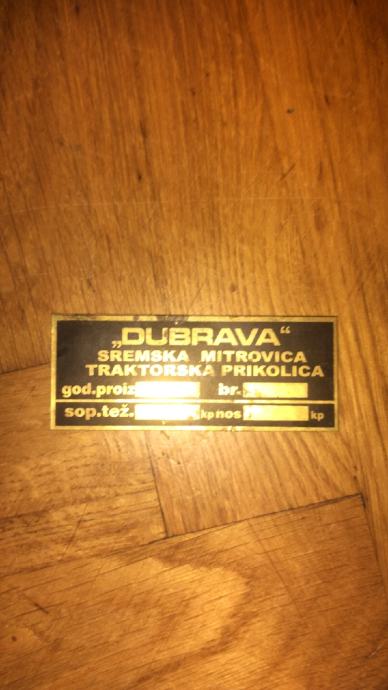 „DUBRAVA“
SREMSKA MITROVICA
TRAKTORSKA PRIKOLICA
god.proiz br.
sop.tež. kp nos kp